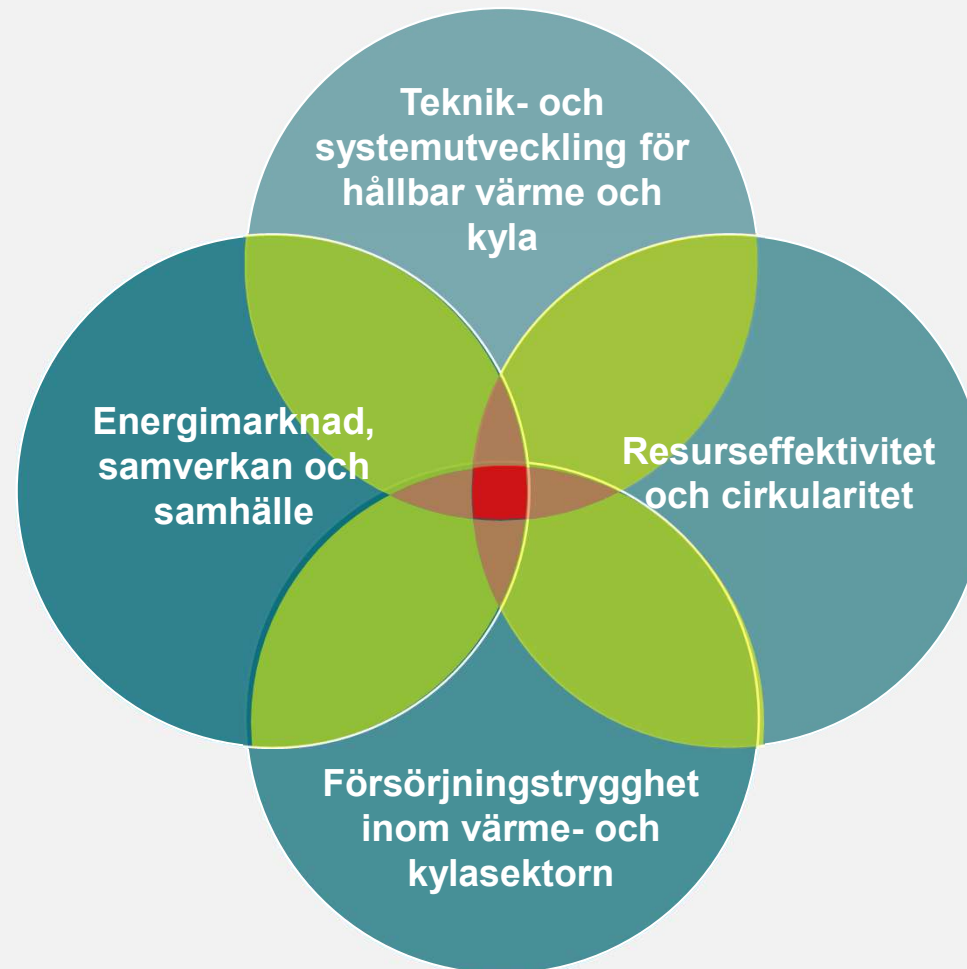 Teknik- och
systemutveckling för
hållbar värme och
kyla
Energimarknad,
samverkan och
samhälle
Resurseffektivitet
och cirkularitet
Försörjningstrygghet
inom värme- och
kylasektorn